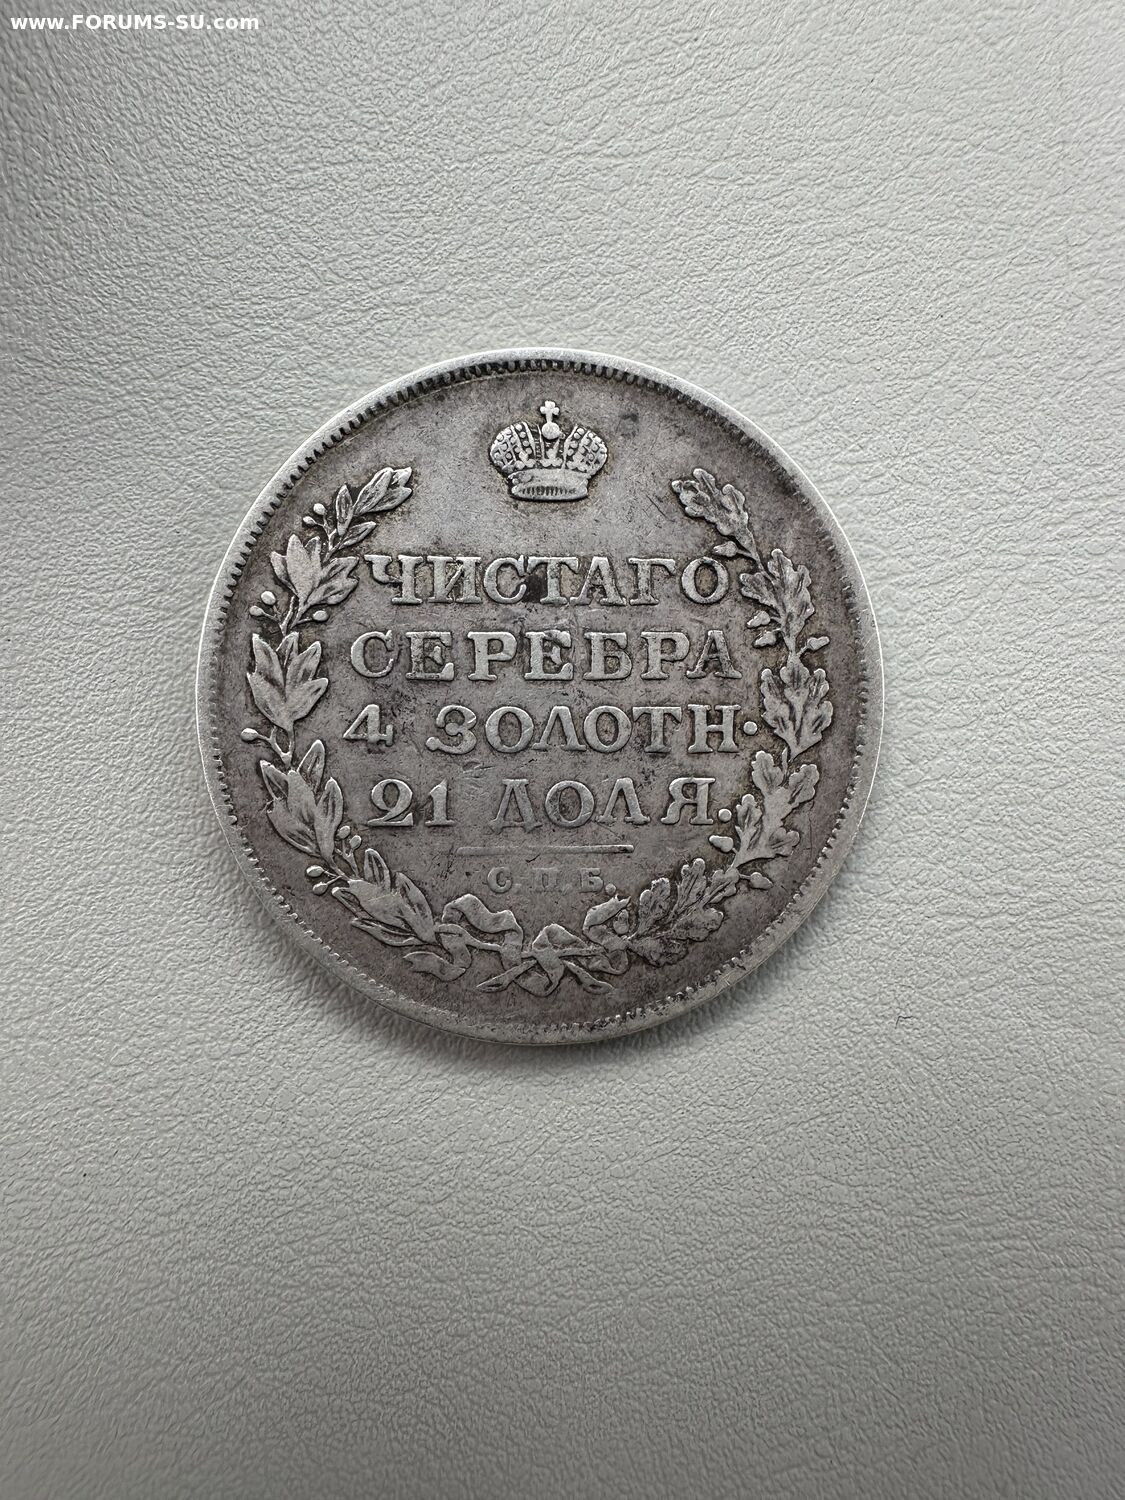 www.FORUMS-SU.com
ЧИСТАГО
СЕРЕБРА
4 ЗОЛОТН·
21 ДОЛЯ.
С.П.Б.